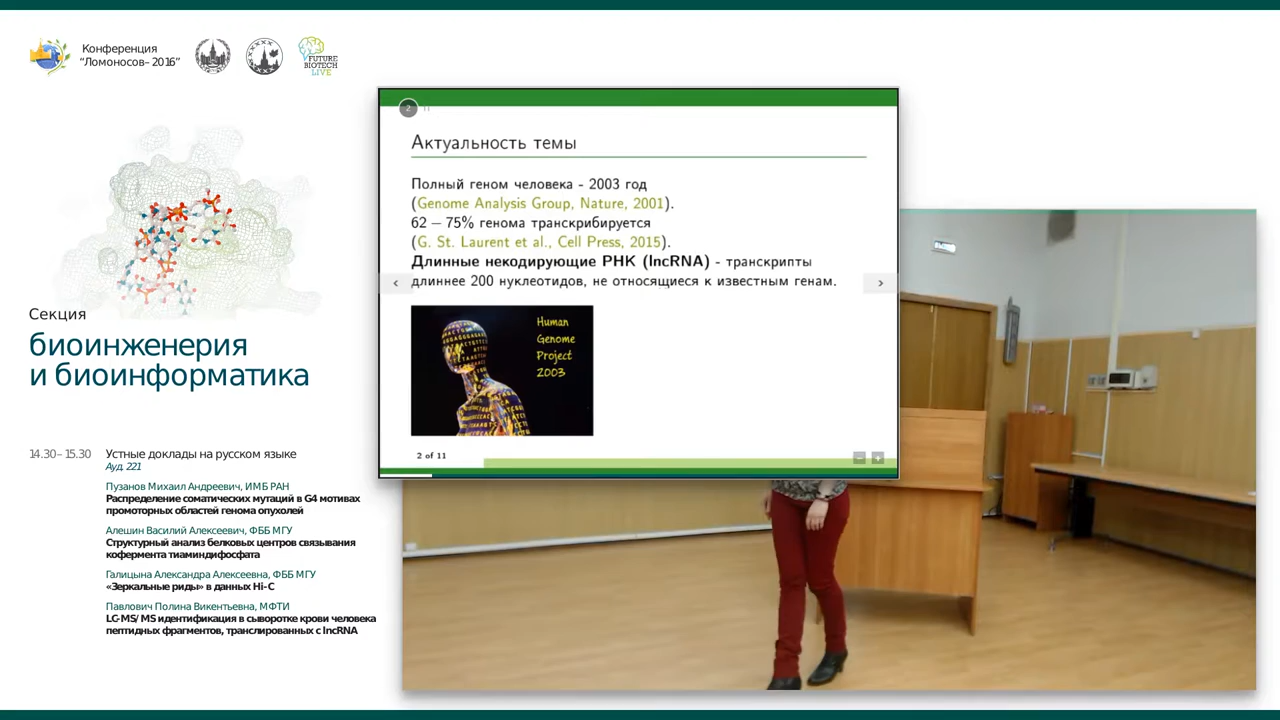 Конференция
“Ломоносов–2016”
FUTURE
BIOTECH
LIVE
Секция
биоинженерия
и биоинформатика
14.30–15.30 Устные доклады на русском языке
Ауд. 221
Пузанов Михаил Андреевич, ИМБ РАН
Распределение соматических мутаций в G4 мотивах
промоторных областей генома опухолей
Алешин Василий Алексеевич, ФББ МГУ
Структурный анализ белковых центров связывания
кофермента тиаминдифосфата
Галицына Александра Алексеевна, ФББ МГУ
«Зеркальные риды» в данных Hi-C
Павлович Полина Викентьевна, МФТИ
LC-MS/MS идентификация в сыворотке крови человека
пептидных фрагментов, транслированных с lncRNA
2 11
Актуальность темы
Полный геном человека - 2003 год
(Genome Analysis Group, Nature, 2001).
62 – 75% генома транскрибируется
(G. St. Laurent et al., Cell Press, 2015).
Длинные некодирующие РНК (lncRNA) - транскрипты
длиннее 200 нуклеотидов, не относящиеся к известным генам.
Human
Genome
Project
2003
2 of 11